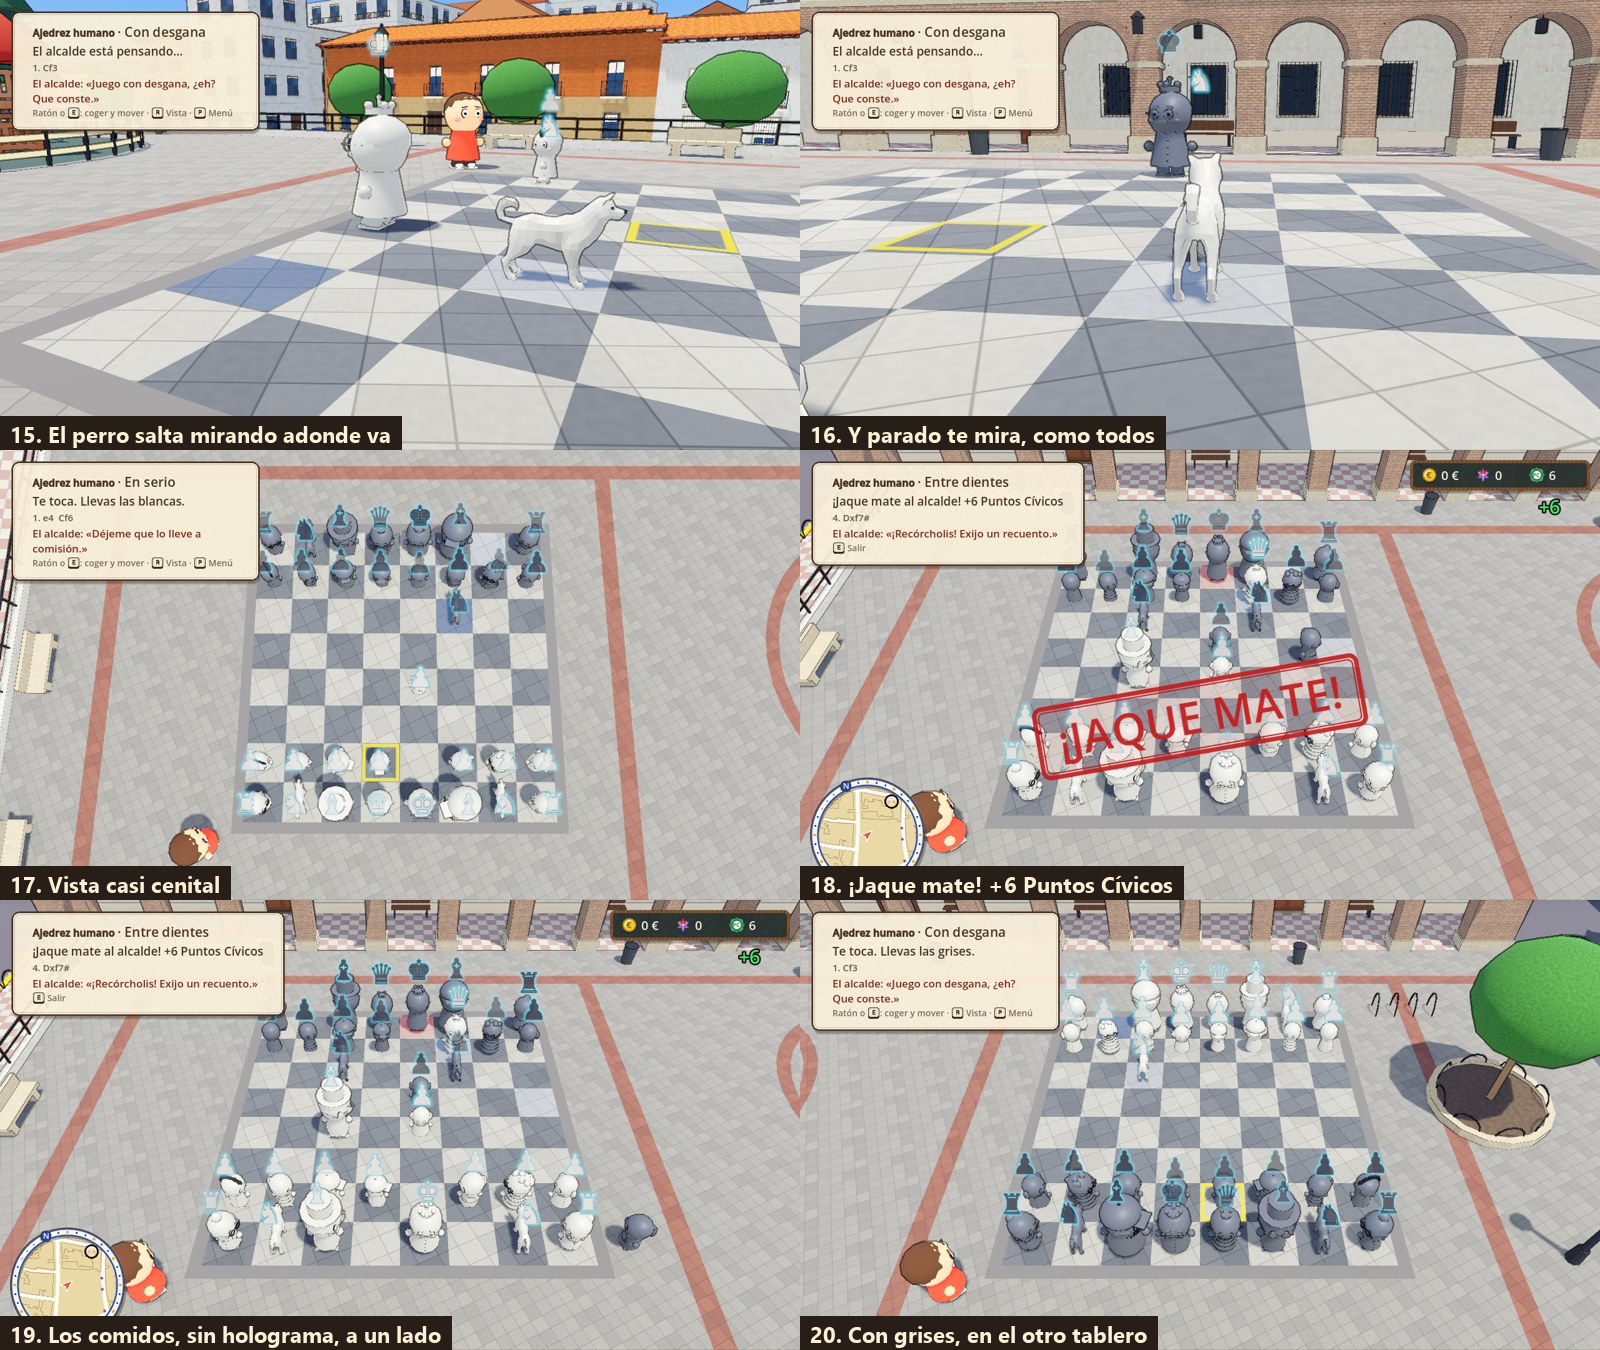 Ajedrez humano · Con desgana
El alcalde está pensando...
1. Cf3
El alcalde: «Juego con desgana, ¿eh?
Que conste.»
Ratón o E: coger y mover · R Vista · P Menú
15. El perro salta mirando adonde va
Ajedrez humano · Con desgana
El alcalde está pensando...
1. Cf3
El alcalde: «Juego con desgana, ¿eh?
Que conste.»
Ratón o E: coger y mover · R Vista · P Menú
16. Y parado te mira, como todos
Ajedrez humano · En serio
Te toca. Llevas las blancas.
1. e4 Cf6
El alcalde: «Déjeme que lo lleve a
comisión.»
Ratón o E: coger y mover · R Vista · P Menú
17. Vista casi cenital
Ajedrez humano · Entre dientes
¡Jaque mate al alcalde! +6 Puntos Cívicos
4. Dxf7#
El alcalde: «¡Recórcholis! Exijo un recuento.»
E Salir
€ 0 € 0 6
+6
¡JAQUE MATE!
N
18. ¡Jaque mate! +6 Puntos Cívicos
Ajedrez humano · Entre dientes
¡Jaque mate al alcalde! +6 Puntos Cívicos
4. Dxf7#
El alcalde: «¡Recórcholis! Exijo un recuento.»
E Salir
€ 0 € 0 6
+6
N
19. Los comidos, sin holograma, a un lado
Ajedrez humano · Con desgana
Te toca. Llevas las grises.
1. Cf3
El alcalde: «Juego con desgana, ¿eh?
Que conste.»
Ratón o E: coger y mover · R Vista · P Menú
20. Con grises, en el otro tablero